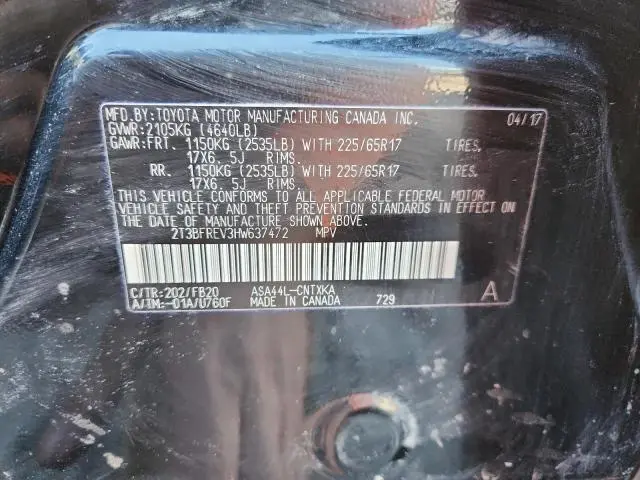 MFD.BY:TOYOTA MOTOR MANUFACTURING CANADA INC. 04/17
GVWR:2105KG (4640LB)
GAWR:FRT. 1150KG (2535LB) WITH 225/65R17 TIRES,
17X6.5J RIMS.
RR. 1150KG (2535LB) WITH 225/65R17 TIRES,
17X6.5J RIMS.
THIS VEHICLE CONFORMS TO ALL APPLICABLE FEDERAL MOTOR
VEHICLE SAFETY AND THEFT PREVENTION STANDARDS IN EFFECT ON
THE DATE OF MANUFACTURE SHOWN ABOVE.
2T3BFREV3HW637472 MPV
C/TR:202/FB20 ASA44L-CNTXKA
A/TM:-01A/U760F MADE IN CANADA 729 A